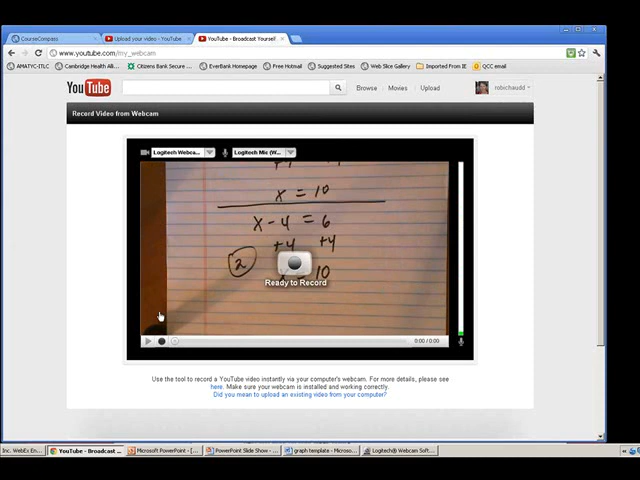 CourseCompass
Upload your video - YouTube
YouTube - Broadcast Yourself
www.youtube.com/my_webcam
AMATYC-ITLC
Cambridge Health Alli...
Citizens Bank Secure ...
EverBank Homepage
Free Hotmail
Suggested Sites
Web Slice Gallery
Imported From IE
QCC email
YouTube
Browse
Movies
Upload
robichaudd
Record Video from Webcam
Logitech Webca...
Logitech Mic (W...
x = 10
x - 4 = 6
+4 +4
2
= 10
Ready to Record
0:00 / 0:00
Use the tool to record a YouTube video instantly via your computer's webcam. For more details, please see
here. Make sure your webcam is installed and working correctly.
Did you mean to upload an existing video from your computer?
Inc. WebEx En...
YouTube - Broadcast ...
Microsoft PowerPoint - [...
PowerPoint Slide Show - ...
graph template - Microso...
Logitech® Webcam Soft...